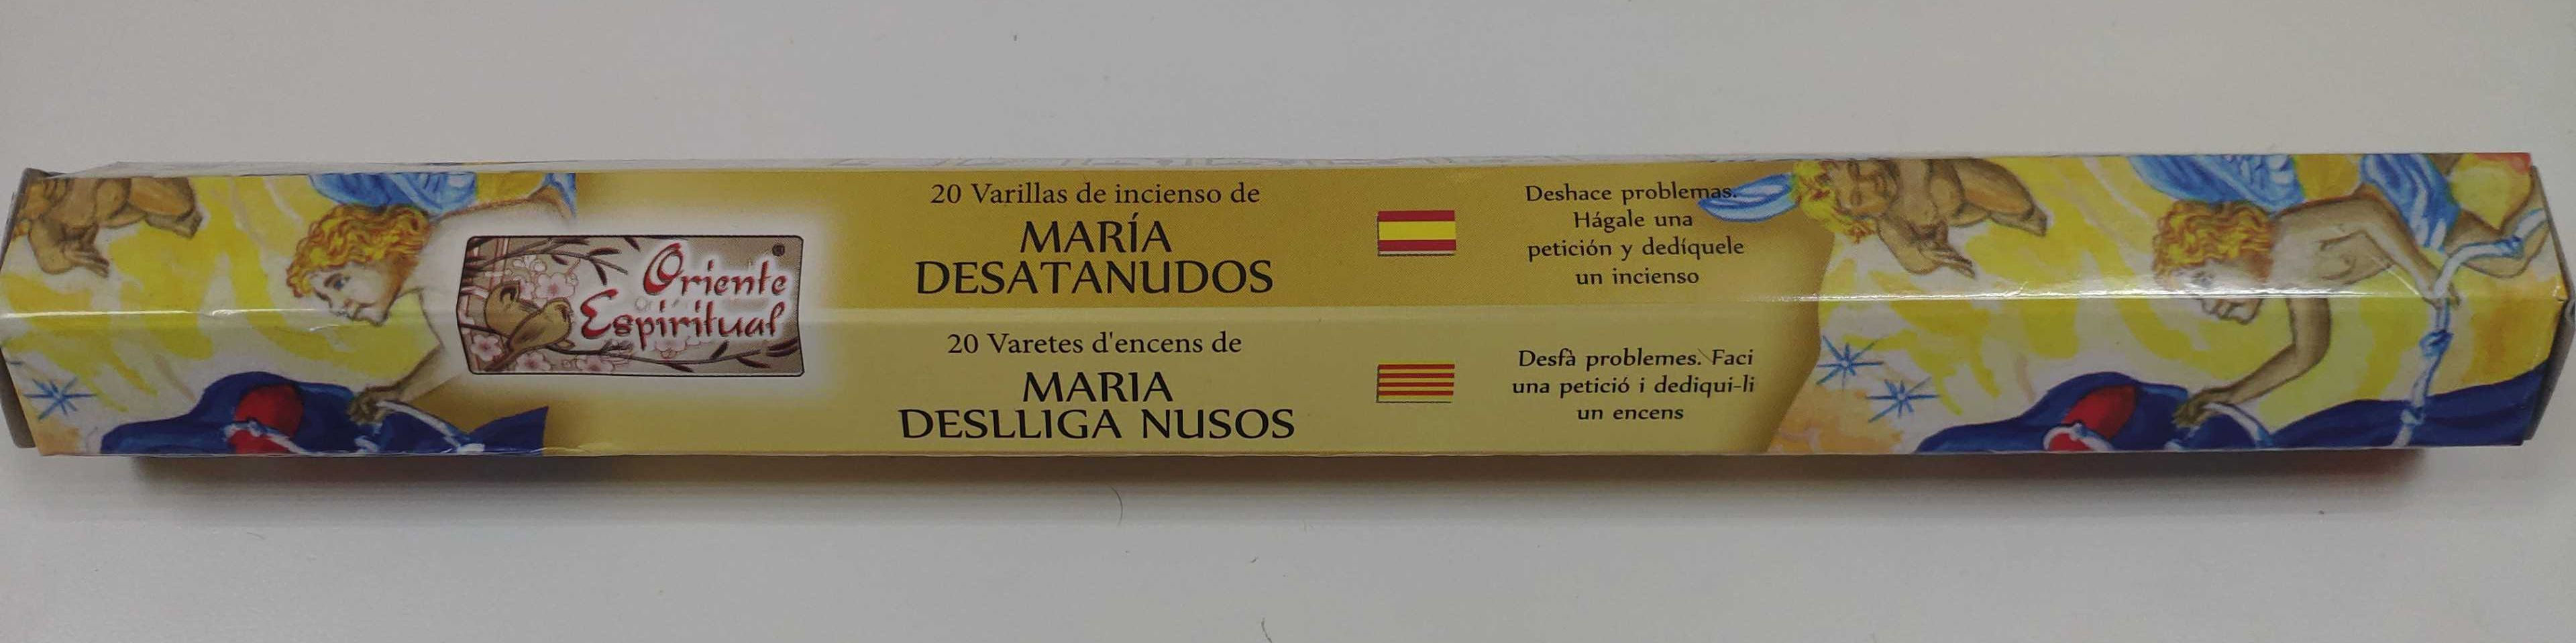 Oriente
Espiritual
®
20 Varillas de incienso de
MARÍA
DESATANUDOS
Deshace problemas.
Hágale una
petición y dedíquele
un incienso
20 Varetes d'encens de
MARIA
DESLLIGA NUSOS
Desfà problemes. Faci
una petició i dediqui-li
un encens